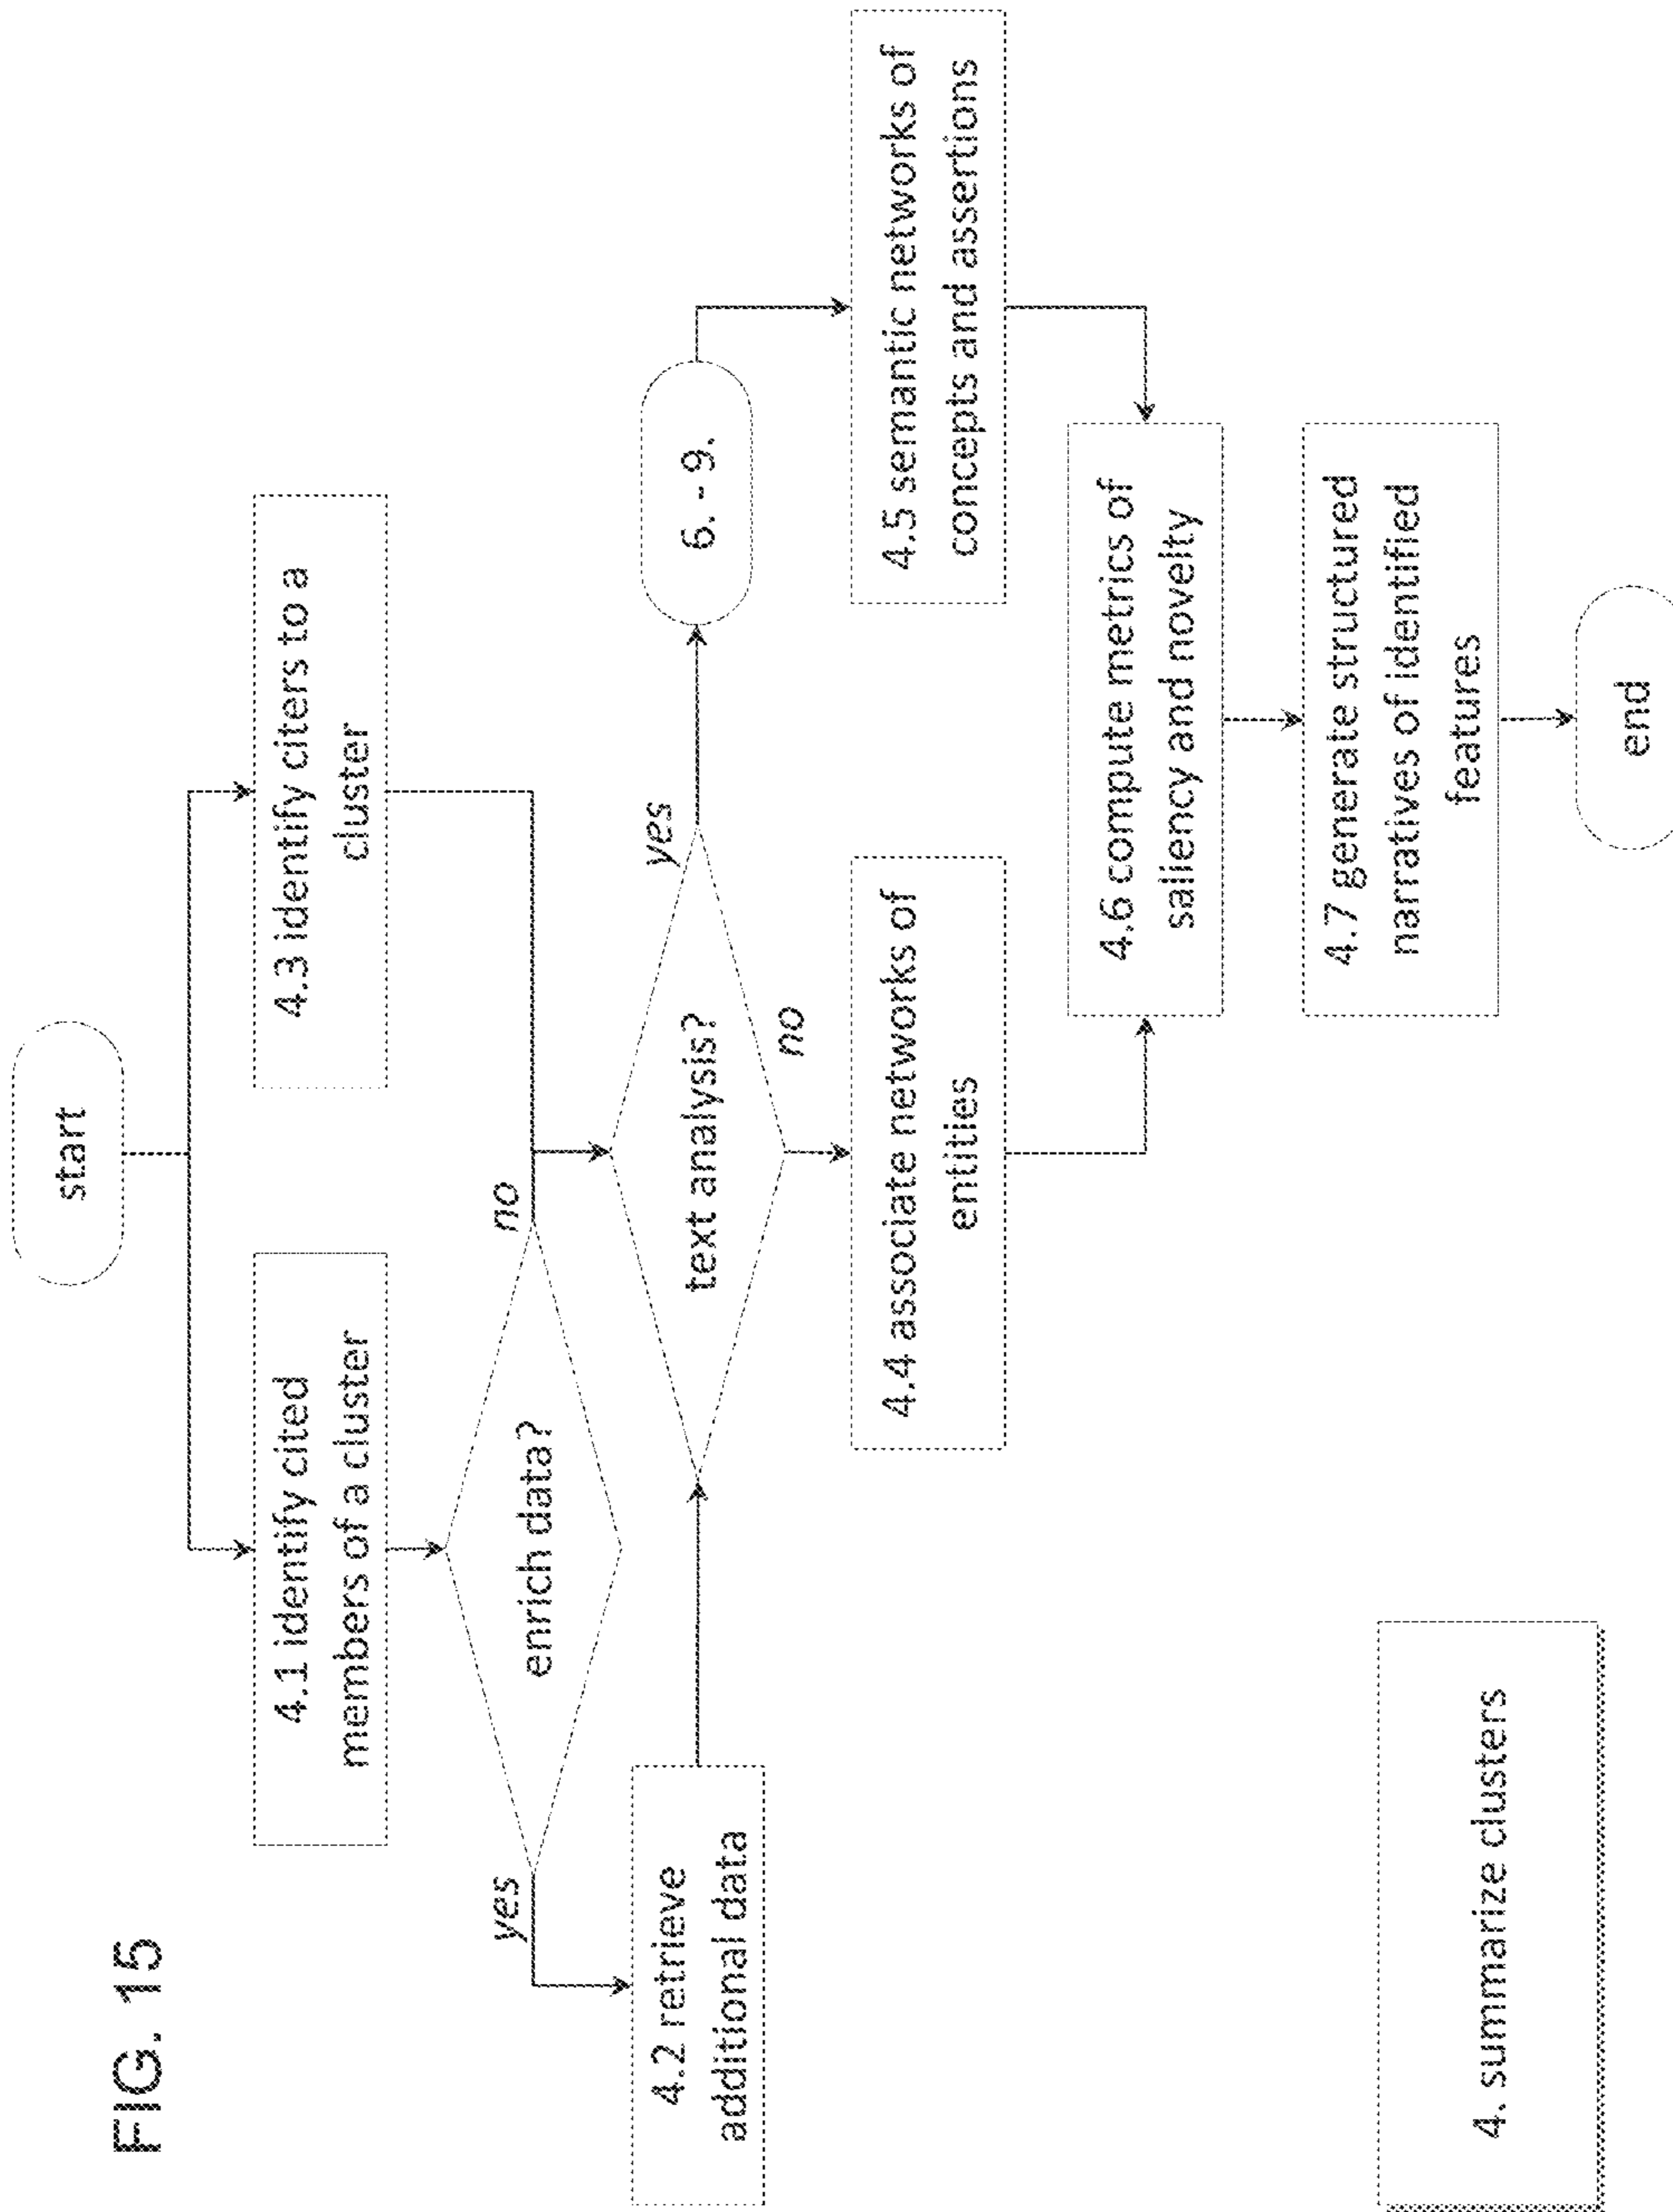 FIG. 15
start
4.1 identify cited
members of a cluster
4.3 identify citers to a
cluster
enrich data?
yes
no
4.2 retrieve
additional data
text analysis?
yes
no
6. - 9.
4.4 associate networks of
entities
4.5 semantic networks of
concepts and assertions
4.6 compute metrics of
saliency and novelty
4.7 generate structured
narratives of identified
features
end
4. summarize clusters